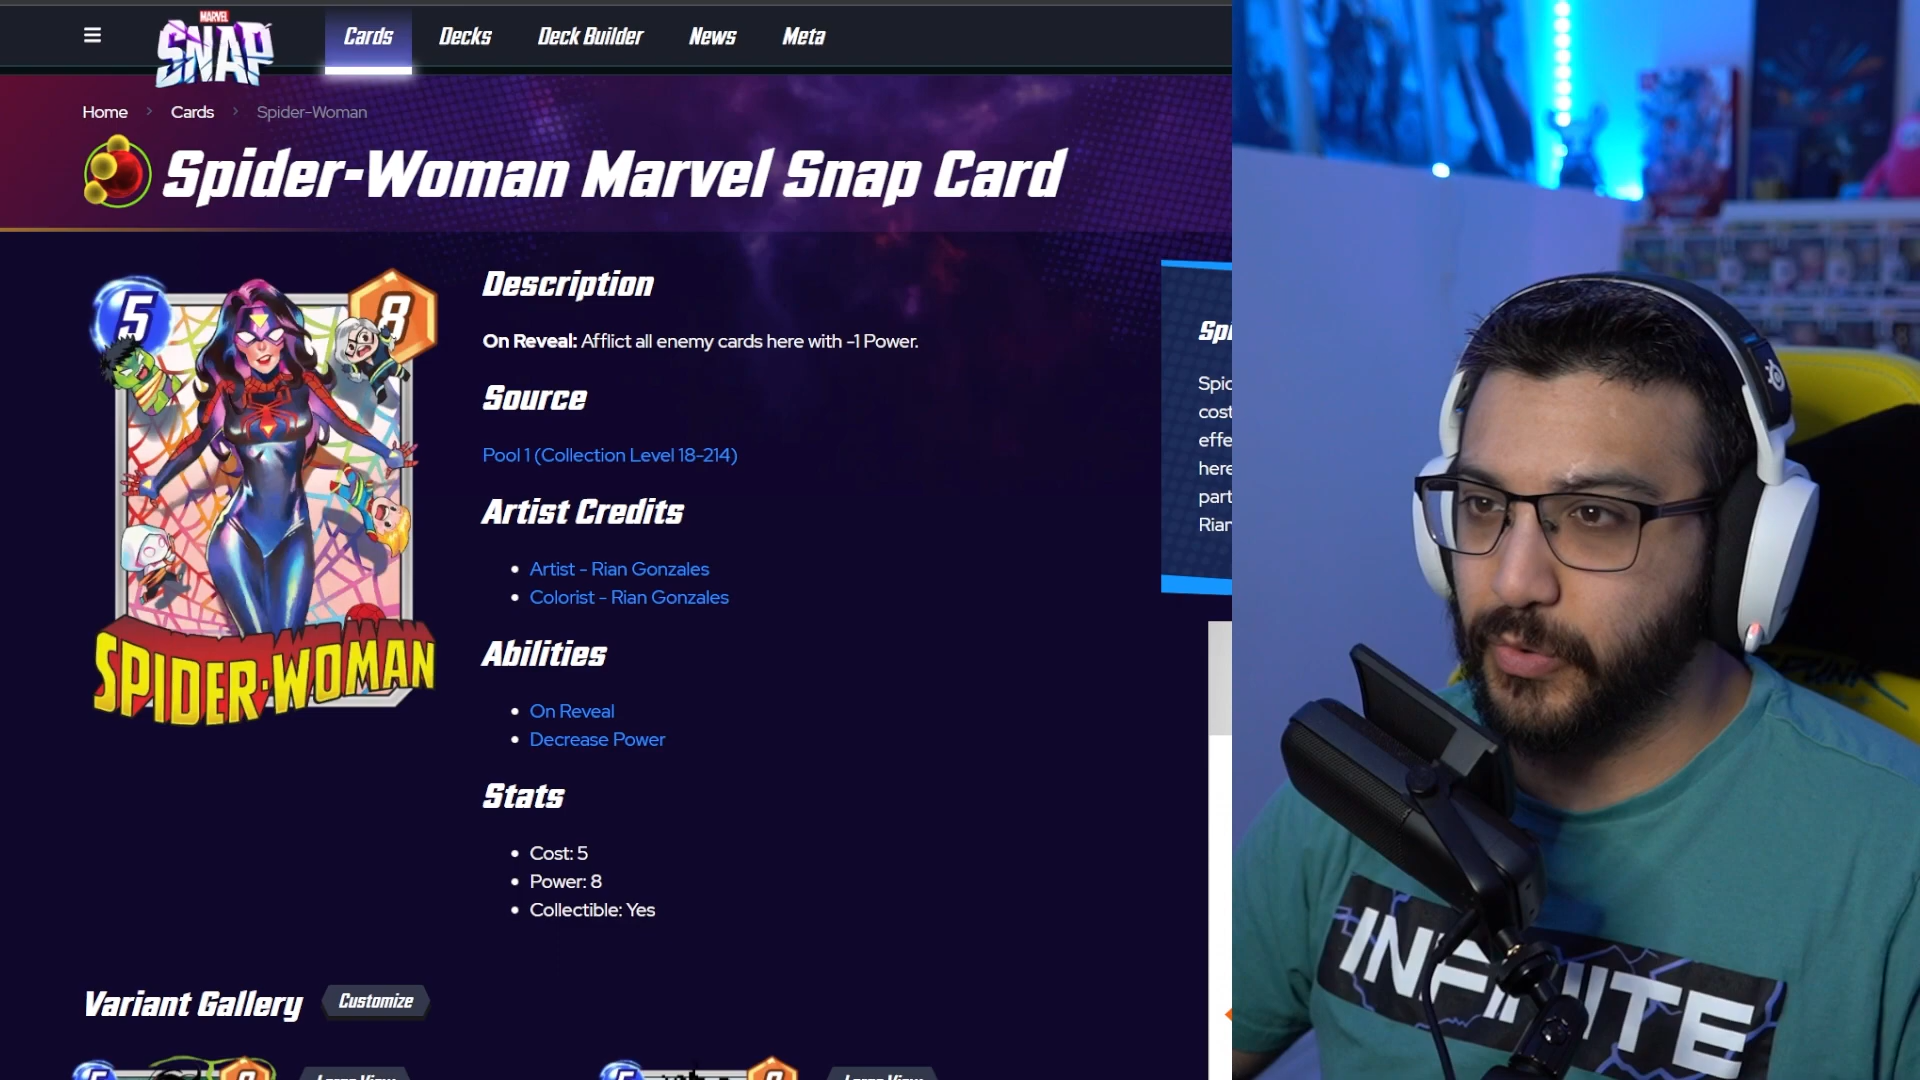 MARVEL
SNAP
Cards
Decks
Deck Builder
News
Meta
Home > Cards > Spider-Woman
Spider-Woman Marvel Snap Card
5
8
SPIDER-WOMAN
Description
On Reveal: Afflict all enemy cards here with -1 Power.
Source
Pool 1 (Collection Level 18-214)
Artist Credits
Artist - Rian Gonzales
Colorist - Rian Gonzales
Abilities
On Reveal
Decrease Power
Stats
Cost: 5
Power: 8
Collectible: Yes
Variant Gallery
Customize
Spi
Spid
cost
effe
here
part
Rian
INFINITE